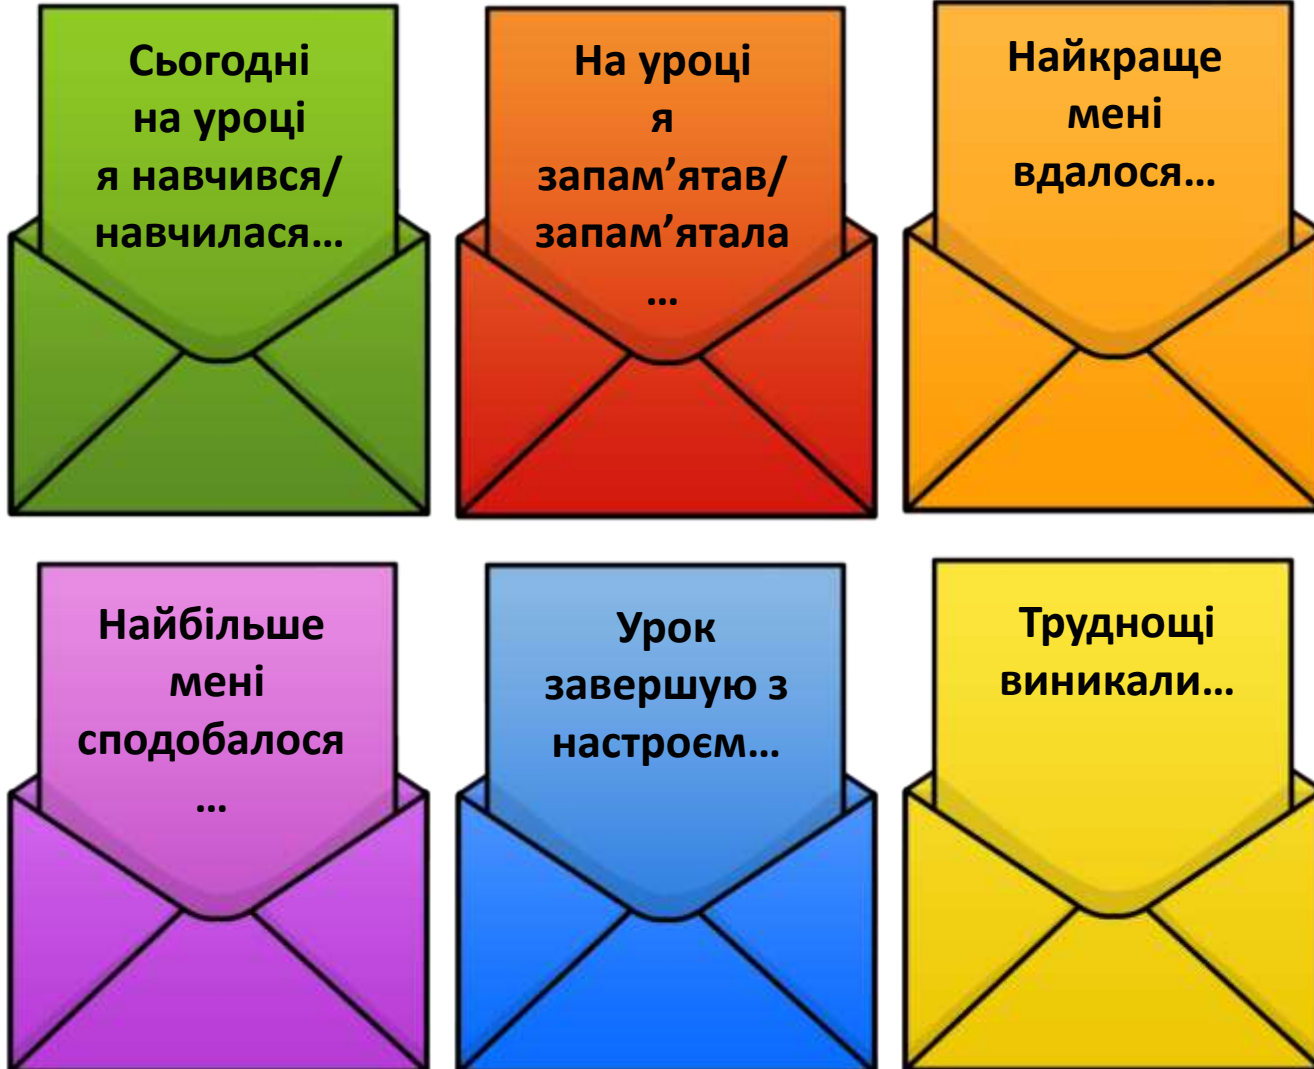 Сьогодні
на уроці
я навчився/
навчилася…
На уроці
я
запам’ятав/
запам’ятала
…
Найкраще
мені
вдалося…
Найбільше
мені
сподобалося
…
Урок
завершую з
настроєм…
Труднощі
виникали…